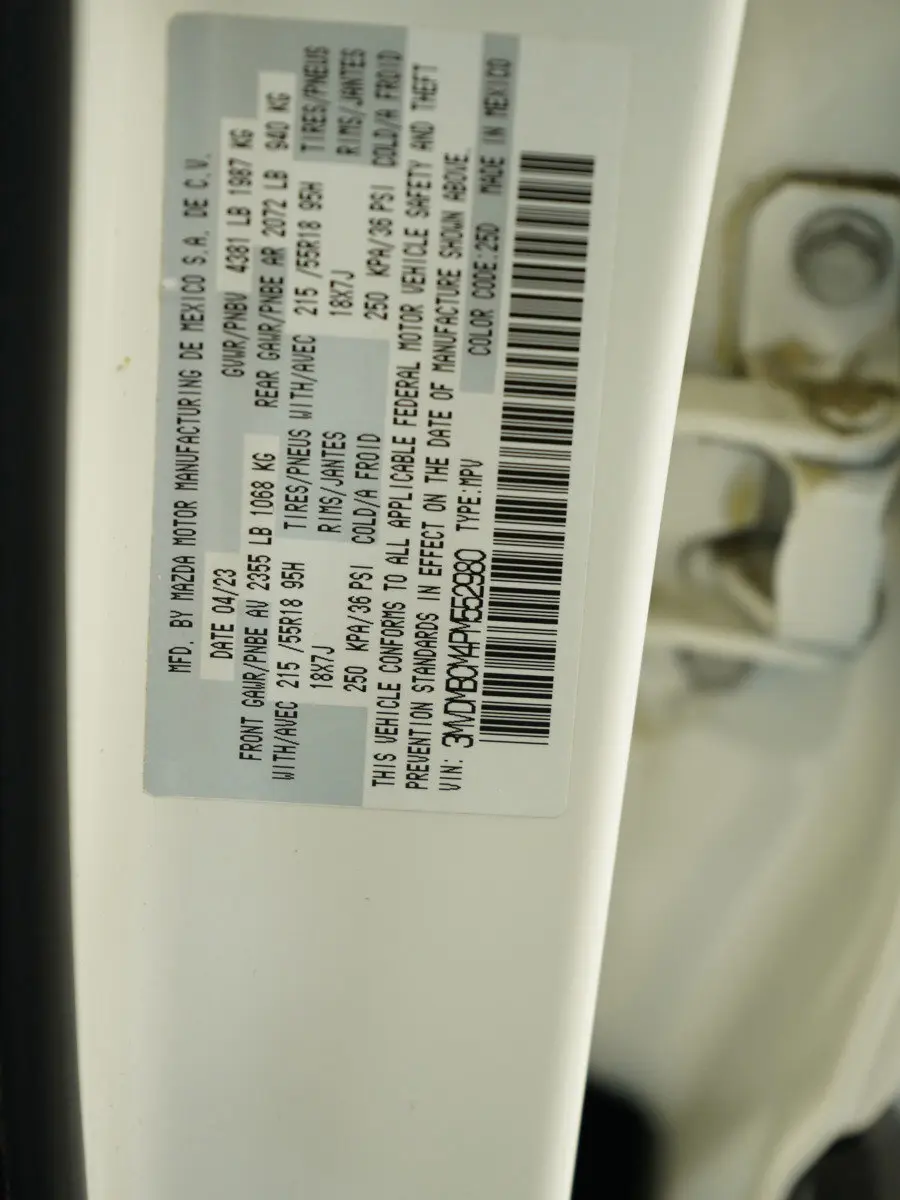 MFD. BY MAZDA MOTOR MANUFACTURING DE MEXICO S.A. DE C.V.
DATE 04/23 GVWR/PNBV 4381 LB 1987 KG
FRONT GAWR/PNBE AV 2355 LB 1068 KG REAR GAWR/PNBE AR 2072 LB 940 KG
WITH/AVEC 215 /55R18 95H TIRES/PNEUS WITH/AVEC 215 /55R18 95H TIRES/PNEUS
18X7J RIMS/JANTES 18X7J RIMS/JANTES
250 KPA/36 PSI COLD/A FROID 250 KPA/36 PSI COLD/A FROID
THIS VEHICLE CONFORMS TO ALL APPLICABLE FEDERAL MOTOR VEHICLE SAFETY AND THEFT
PREVENTION STANDARDS IN EFFECT ON THE DATE OF MANUFACTURE SHOWN ABOVE.
VIN: 3MVDMBCM4PM552980 TYPE:MPV COLOR CODE:25D MADE IN MEXICO